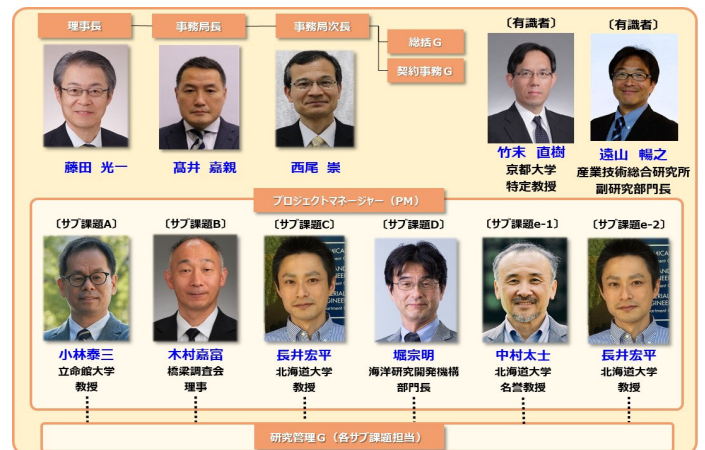 理事長
事務局長
事務局次長
総括G
契約事務G
〔有識者〕
〔有識者〕
藤田 光一
髙井 嘉親
西尾 崇
竹末 直樹
京都大学
特定教授
遠山 暢之
産業技術総合研究所
副研究部門長
プロジェクトマネージャー（PM）
〔サブ課題A〕
〔サブ課題B〕
〔サブ課題C〕
〔サブ課題D〕
〔サブ課題e-1〕
〔サブ課題e-2〕
小林泰三
立命館大学
教授
木村嘉富
橋梁調査会
理事
長井宏平
北海道大学
教授
堀宗明
海洋研究開発機構
部門長
中村太士
北海道大学
名誉教授
長井宏平
北海道大学
教授
研究管理G（各サブ課題担当）